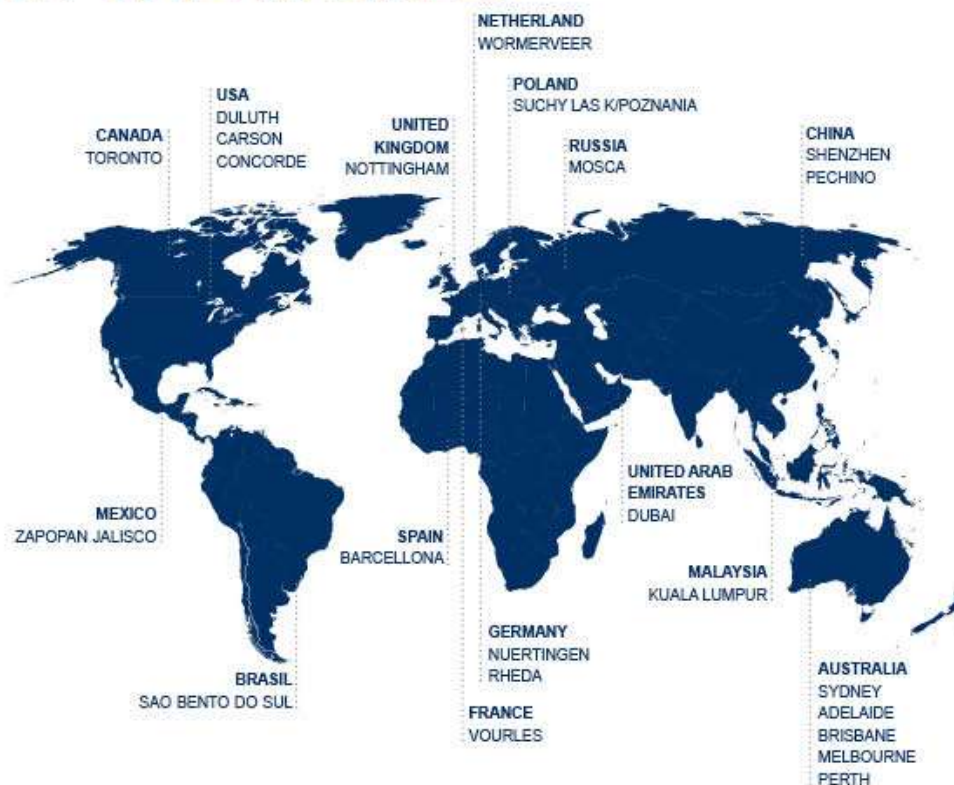 NETHERLAND
WORMERVEER
POLAND
SUCHY LAS K/POZNANIA
USA
DULUTH
CARSON
CONCORDE
CANADA
TORONTO
UNITED
KINGDOM
NOTTINGHAM
RUSSIA
MOSCA
CHINA
SHENZHEN
PECHINO
MEXICO
ZAPOPAN JALISCO
SPAIN
BARCELLONA
UNITED ARAB
EMIRATES
DUBAI
MALAYSIA
KUALA LUMPUR
GERMANY
NUERTINGEN
RHEDA
BRASIL
SAO BENTO DO SUL
FRANCE
VOURLES
AUSTRALIA
SYDNEY
ADELAIDE
BRISBANE
MELBOURNE
PERTH